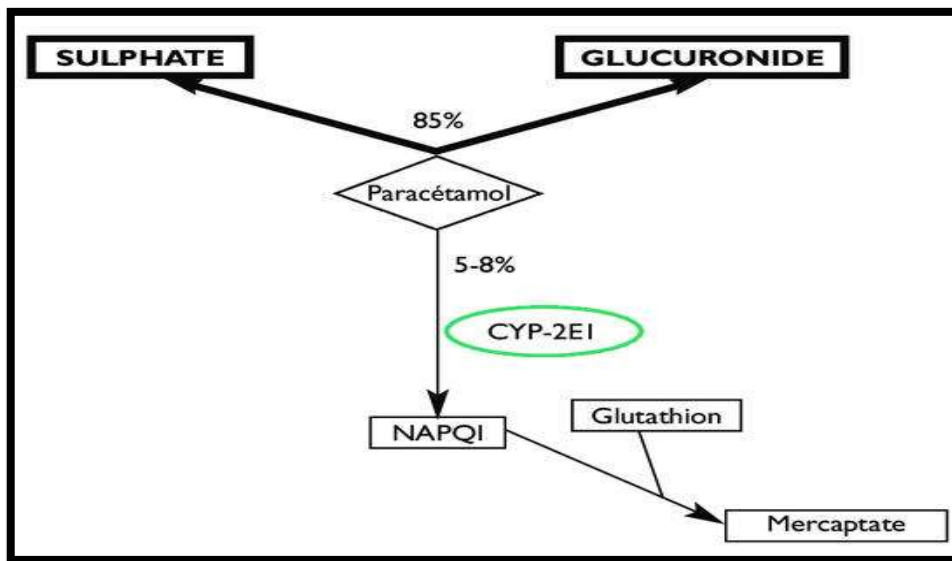 SULPHATE
GLUCURONIDE
85%
Paracétamol
5-8%
CYP-2E1
Glutathion
NAPQI
Mercaptate